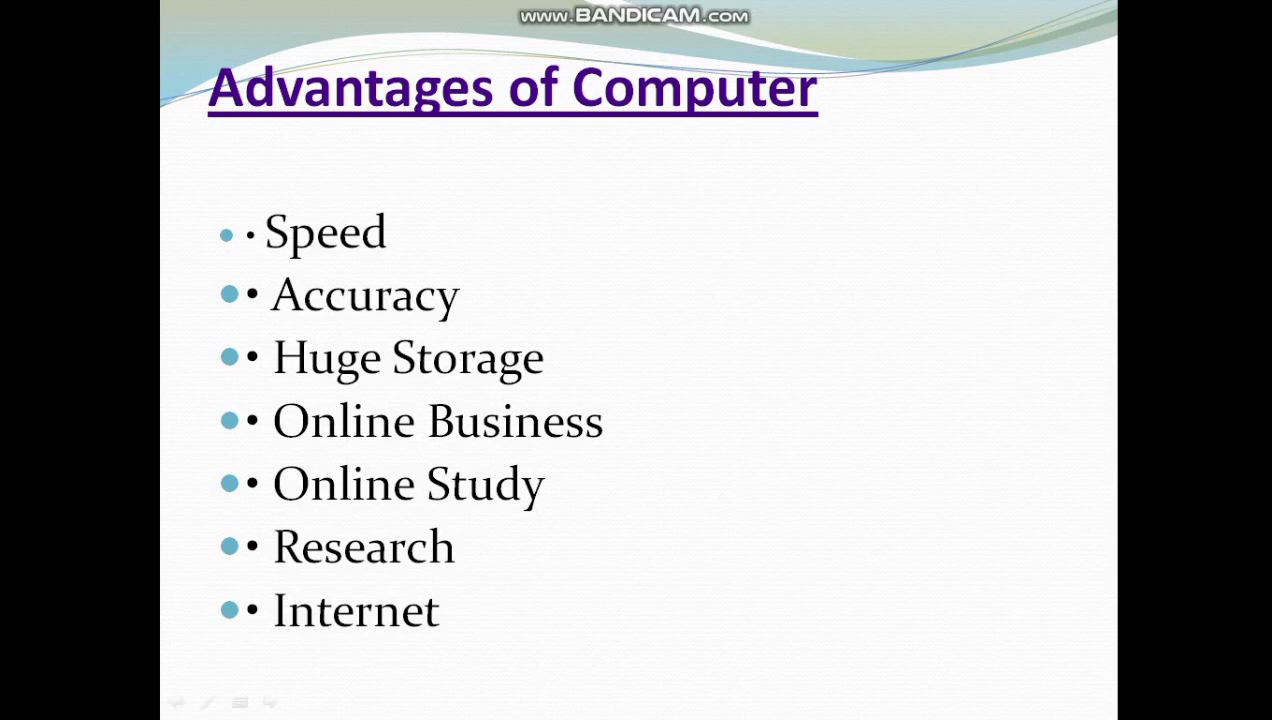 www.BANDICAM.com
Advantages of Computer
• · Speed
• • Accuracy
• • Huge Storage
• • Online Business
• • Online Study
• • Research
• • Internet